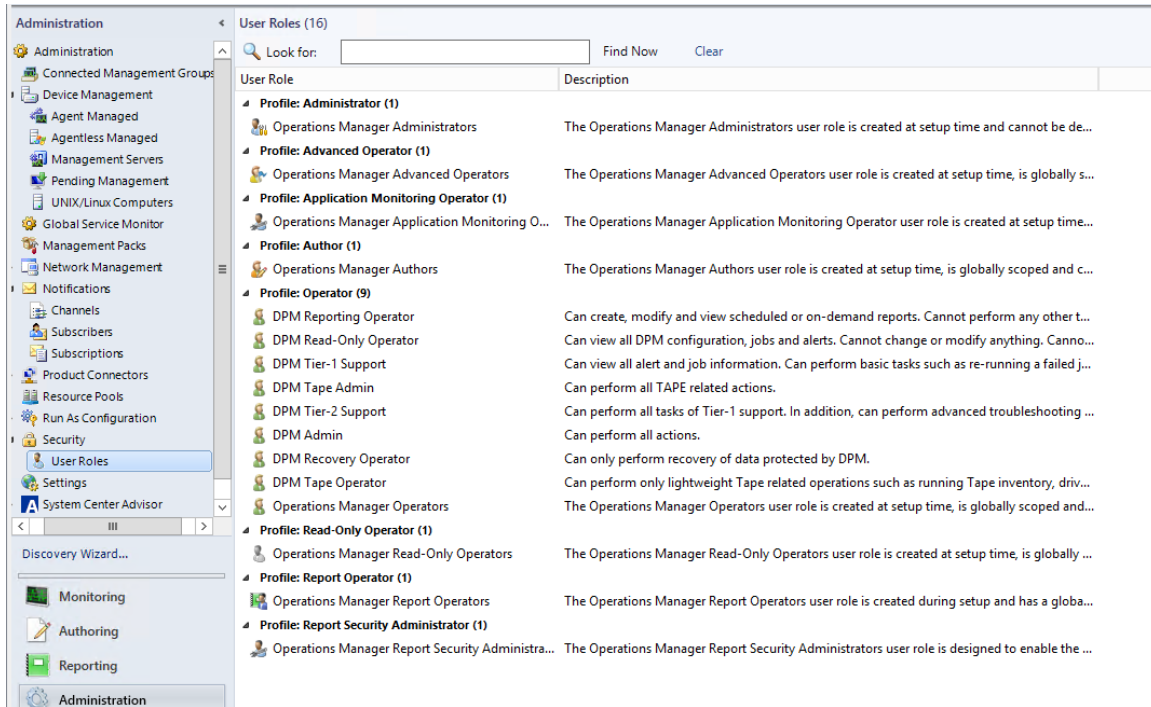 Administration
Administration
Connected Management Groups
Device Management
Agent Managed
Agentless Managed
Management Servers
Pending Management
UNIX/Linux Computers
Global Service Monitor
Management Packs
Network Management
Notifications
Channels
Subscribers
Subscriptions
Product Connectors
Resource Pools
Run As Configuration
Security
User Roles
Settings
System Center Advisor
Discovery Wizard...
Monitoring
Authoring
Reporting
Administration
User Roles (16)
Look for: Find Now Clear
User Role Description
Profile: Administrator (1)
Operations Manager Administrators The Operations Manager Administrators user role is created at setup time and cannot be de...
Profile: Advanced Operator (1)
Operations Manager Advanced Operators The Operations Manager Advanced Operators user role is created at setup time, is globally s...
Profile: Application Monitoring Operator (1)
Operations Manager Application Monitoring O... The Operations Manager Application Monitoring Operator user role is created at setup time...
Profile: Author (1)
Operations Manager Authors The Operations Manager Authors user role is created at setup time, is globally scoped and c...
Profile: Operator (9)
DPM Reporting Operator Can create, modify and view scheduled or on-demand reports. Cannot perform any other t...
DPM Read-Only Operator Can view all DPM configuration, jobs and alerts. Cannot change or modify anything. Canno...
DPM Tier-1 Support Can view all alert and job information. Can perform basic tasks such as re-running a failed j...
DPM Tape Admin Can perform all TAPE related actions.
DPM Tier-2 Support Can perform all tasks of Tier-1 support. In addition, can perform advanced troubleshooting ...
DPM Admin Can perform all actions.
DPM Recovery Operator Can only perform recovery of data protected by DPM.
DPM Tape Operator Can perform only lightweight Tape related operations such as running Tape inventory, driv...
Operations Manager Operators The Operations Manager Operators user role is created at setup time, is globally scoped and...
Profile: Read-Only Operator (1)
Operations Manager Read-Only Operators The Operations Manager Read-Only Operators user role is created at setup time, is globally ...
Profile: Report Operator (1)
Operations Manager Report Operators The Operations Manager Report Operators user role is created during setup and has a globa...
Profile: Report Security Administrator (1)
Operations Manager Report Security Administra... The Operations Manager Report Security Administrators user role is designed to enable the ...